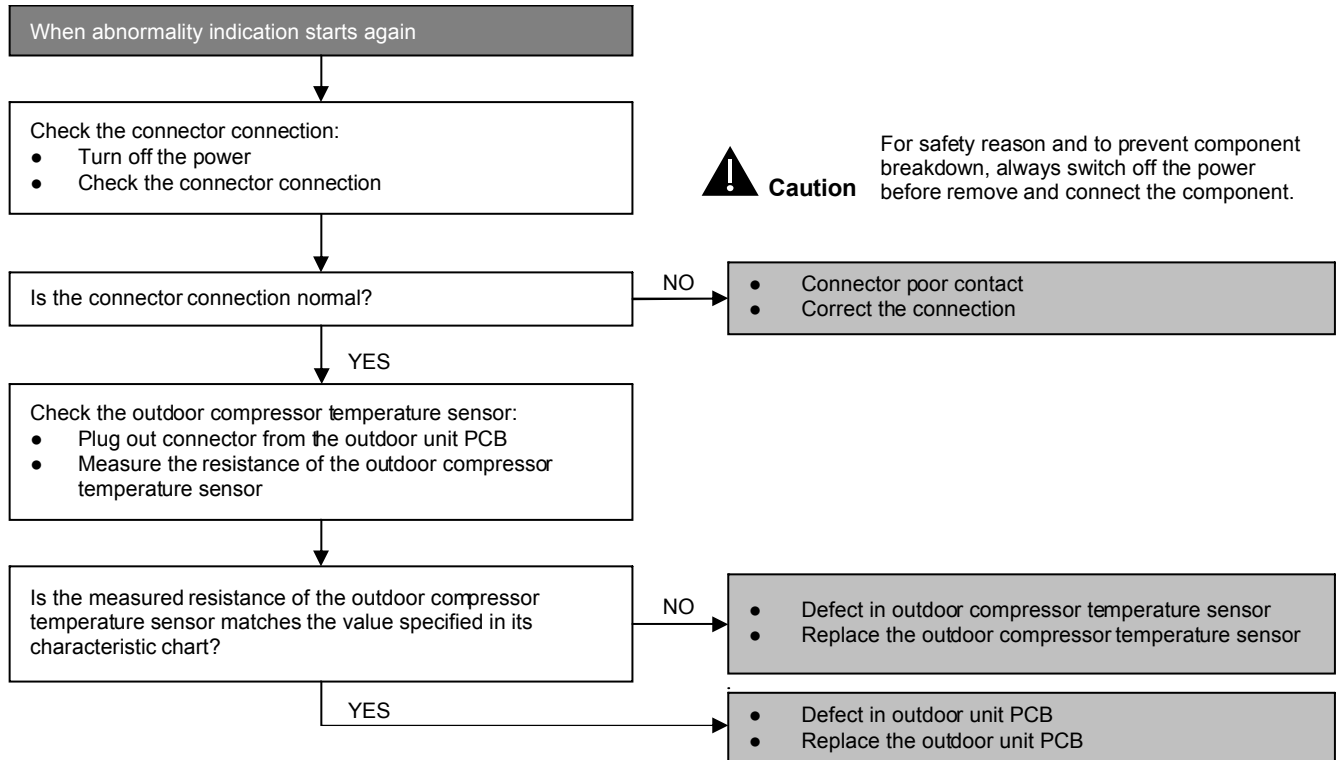 When abnormality indication starts again
Check the connector connection:
● Turn off the power
● Check the connector connection
Caution
For safety reason and to prevent component
breakdown, always switch off the power
before remove and connect the component.
Is the connector connection normal?
NO
● Connector poor contact
● Correct the connection
YES
Check the outdoor compressor temperature sensor:
● Plug out connector from the outdoor unit PCB
● Measure the resistance of the outdoor compressor
temperature sensor
Is the measured resistance of the outdoor compressor
temperature sensor matches the value specified in its
characteristic chart?
NO
● Defect in outdoor compressor temperature sensor
● Replace the outdoor compressor temperature sensor
YES
● Defect in outdoor unit PCB
● Replace the outdoor unit PCB